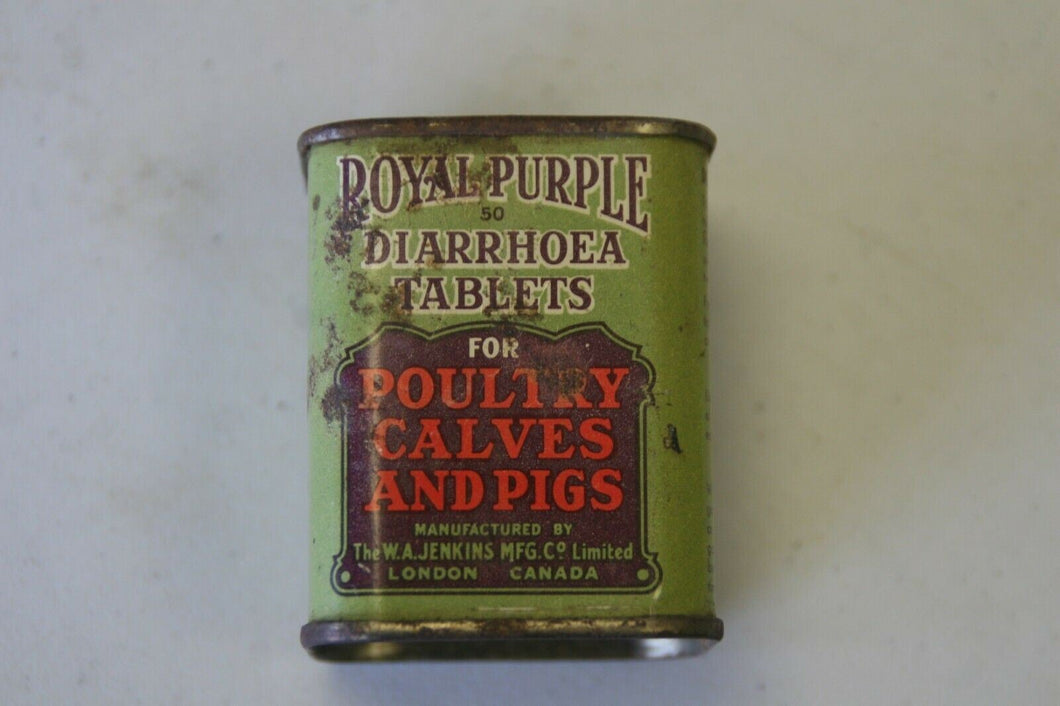 ROYAL PURPLE
50
DIARRHOEA
TABLETS
FOR
POULTRY
CALVES
AND PIGS
MANUFACTURED BY
The W. A. JENKINS MFG. Co Limited
LONDON CANADA